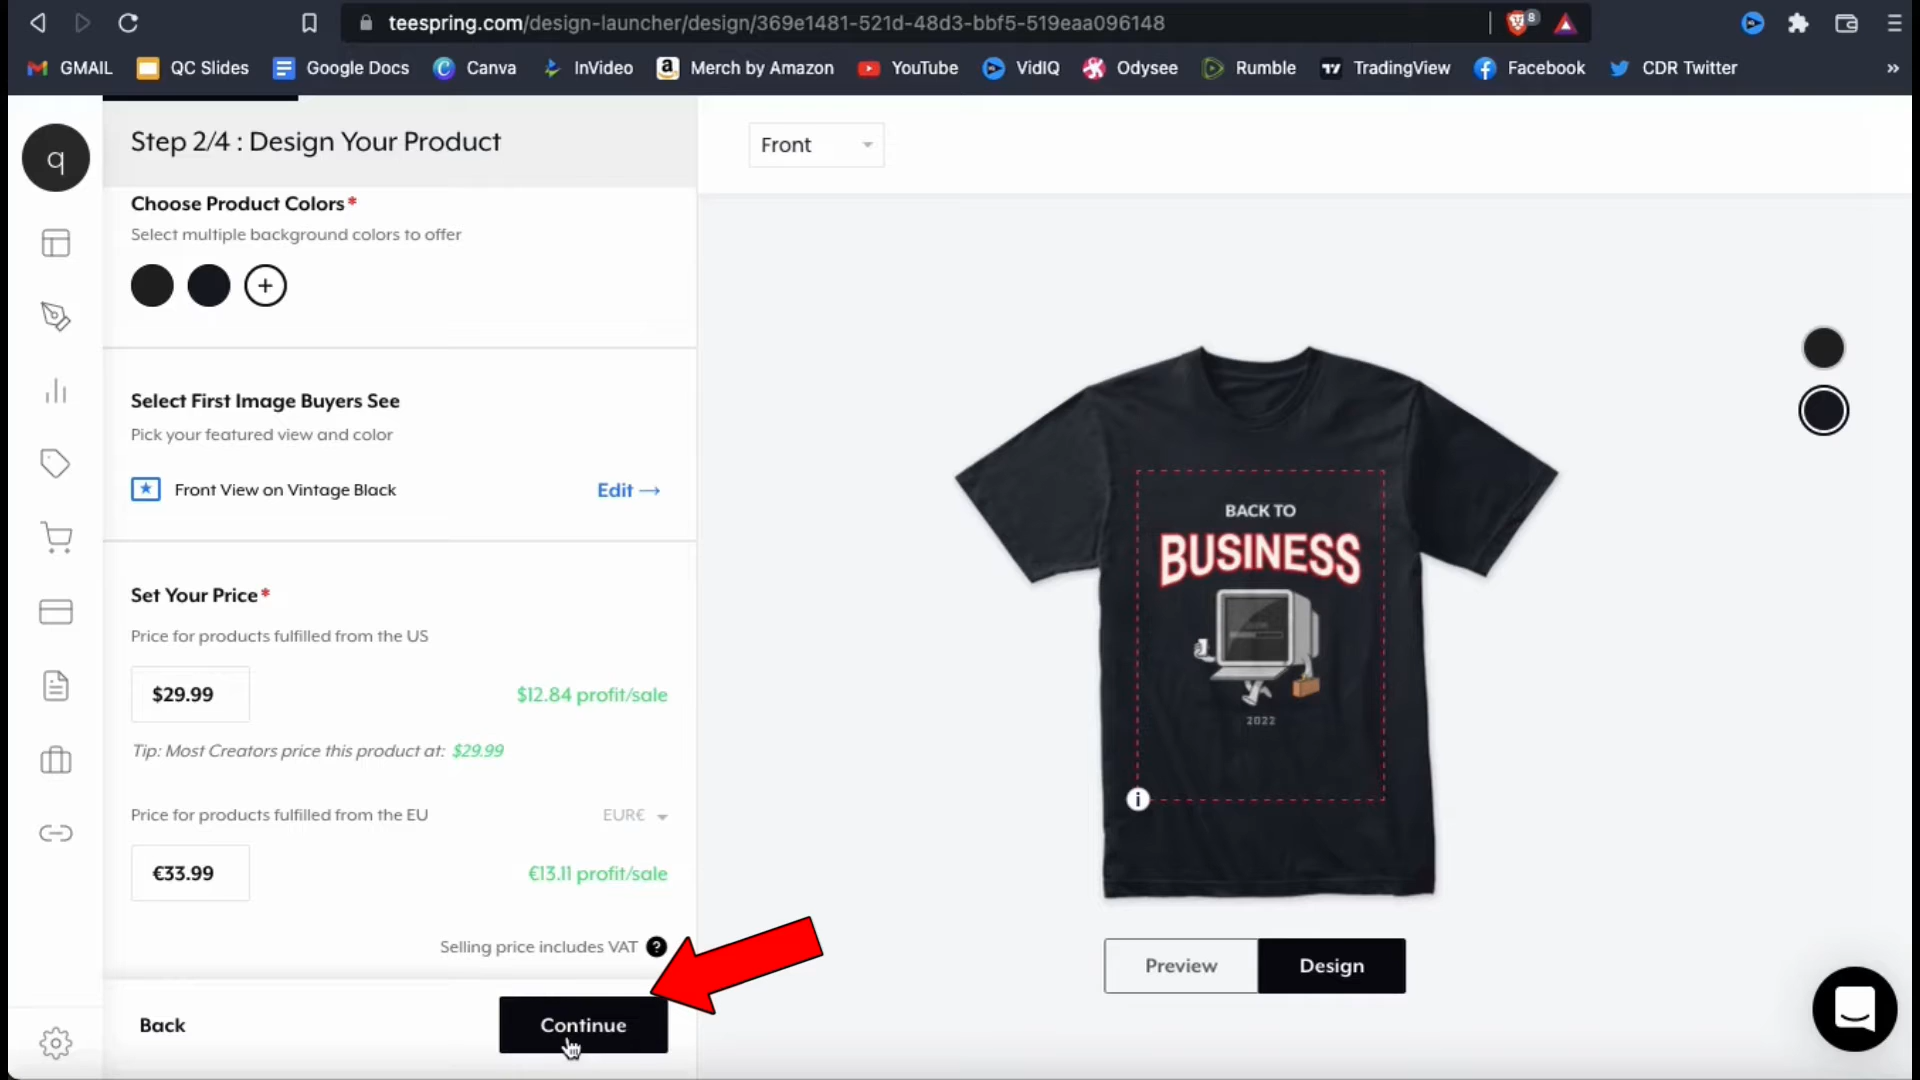 teespring.com/design-launcher/design/369e1481-521d-48d3-bbf5-519eaa096148
8
GMAIL
QC Slides
Google Docs
Canva
InVideo
Merch by Amazon
YouTube
VidIQ
Odysee
Rumble
TradingView
Facebook
CDR Twitter
»
q
Step 2/4 : Design Your Product
Front
Choose Product Colors*
Select multiple background colors to offer
Select First Image Buyers See
Pick your featured view and color
Front View on Vintage Black
Edit →
Set Your Price*
Price for products fulfilled from the US
$29.99
$12.84 profit/sale
Tip: Most Creators price this product at: $29.99
Price for products fulfilled from the EU
EUR€
€33.99
€13.11 profit/sale
Selling price includes VAT ?
Back
Continue
BACK TO
BUSINESS
2022
i
Preview
Design